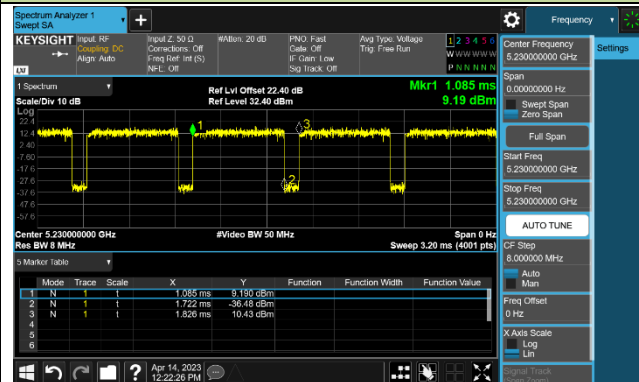 Spectrum Analyzer 1
Swept SA
Frequency
KEYSIGHT
Input: RF
Coupling: DC
Align: Auto
Input Z: 50 Ω
Corrections: Off
Freq Ref: Int (S)
NFE: Off
#Atten: 20 dB
PNO: Fast
Gate: Off
IF Gain: Low
Sig Track: Off
Avg Type: Voltage
Trig: Free Run
1 2 3 4 5 6
W W W W W W
P N N N N N
LXI
1 Spectrum
Scale/Div 10 dB
Ref Lvl Offset 22.40 dB
Ref Level 32.40 dBm
Mkr1 1.085 ms
9.19 dBm
Log
22.4
12.4
2.40
-7.60
-17.6
-27.6
-37.6
-47.6
-57.6
1
2
3
Center 5.230000000 GHz
Res BW 8 MHz
#Video BW 50 MHz
Span 0 Hz
Sweep 3.20 ms (4001 pts)
5 Marker Table
Mode Trace Scale X Y Function Function Width Function Value
1 N 1 t 1.085 ms 9.190 dBm
2 N 1 t 1.722 ms -36.48 dBm
3 N 1 t 1.826 ms 10.43 dBm
4
5
6
Apr 14, 2023
12:22:26 PM
Center Frequency
5.230000000 GHz
Span
0.00000000 Hz
Swept Span
Zero Span
Full Span
Start Freq
5.230000000 GHz
Stop Freq
5.230000000 GHz
AUTO TUNE
CF Step
8.000000 MHz
Auto
Man
Freq Offset
0 Hz
X Axis Scale
Log
Lin
Signal Track
(Span Zoom)
Settings